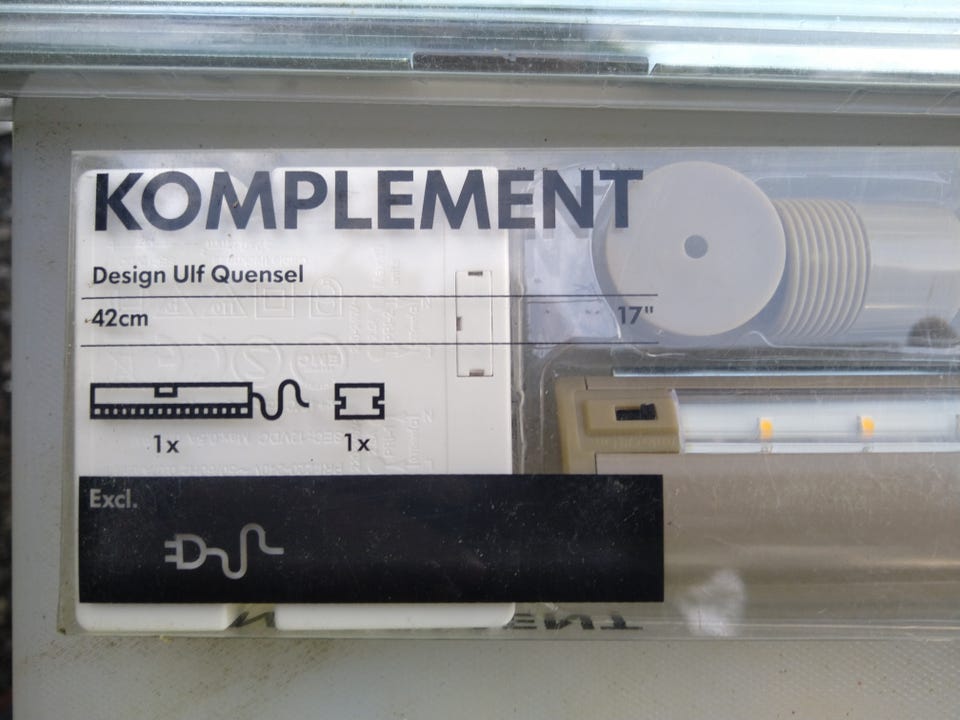 KOMPLEMENT
Design Ulf Quensel
42cm 17"
1x 1x
Excl.